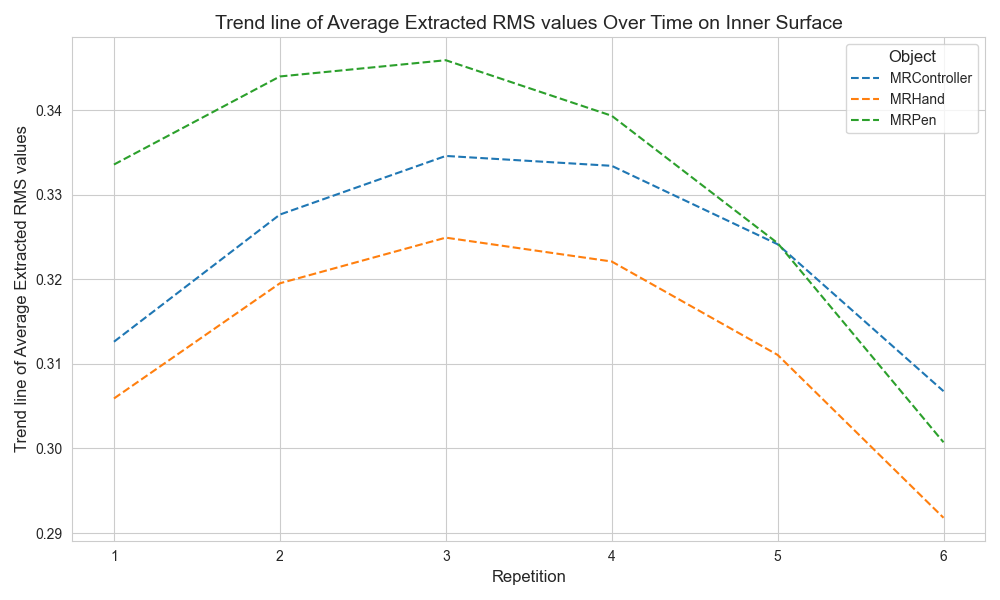 Trend line of Average Extracted RMS values Over Time on Inner Surface
Trend line of Average Extracted RMS values
0.34
0.33
0.32
0.31
0.30
0.29
Object
MRController
MRHand
MRPen
1 2 3 4 5 6
Repetition